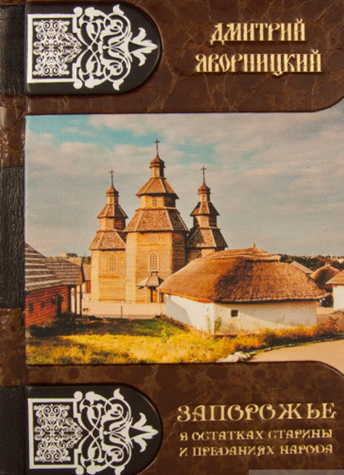 ДМИТРИЙ
ЯВОРНИЦКИЙ
ЗАПОРОЖЬЕ
В ОСТАТКАХ СТАРИНЫ
И ПРЕДАНИЯХ НАРОДА